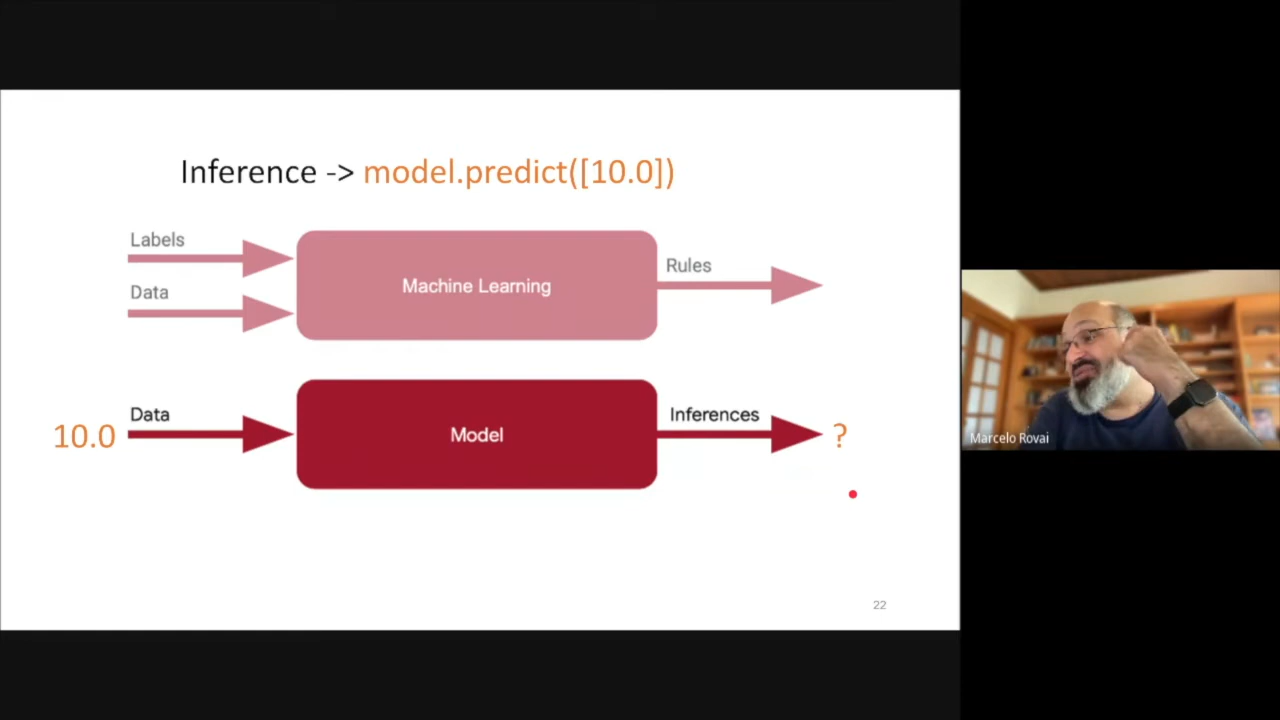 Inference -> model.predict([10.0])
Labels
Data
Machine Learning
Rules
10.0
Data
Model
Inferences
?
22
Marcelo Rovai